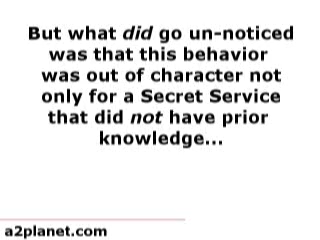 But what did go un-noticed
was that this behavior
was out of character not
only for a Secret Service
that did not have prior
knowledge...
a2planet.com